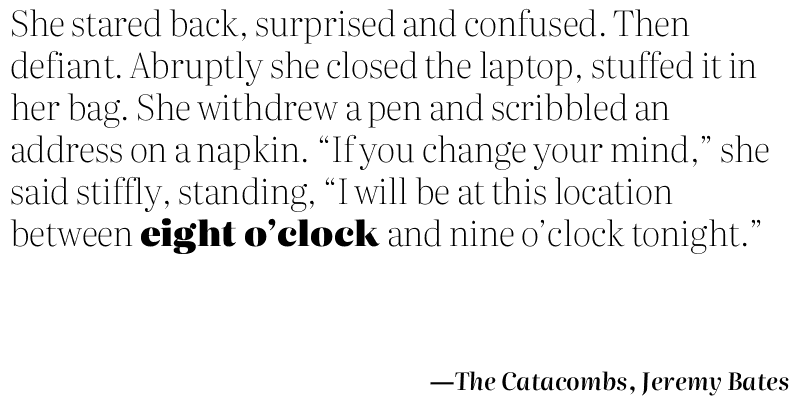 She stared back, surprised and confused. Then
defiant. Abruptly she closed the laptop, stuffed it in
her bag. She withdrew a pen and scribbled an
address on a napkin. “If you change your mind,” she
said stiffly, standing, “I will be at this location
between eight o’clock and nine o’clock tonight.”
—The Catacombs, Jeremy Bates